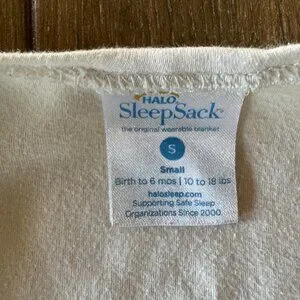 HALO
SleepSack
the original wearable blanket
S
Small
Birth to 6 mos | 10 to 18 lbs
halosleep.com
Supporting Safe Sleep
Organizations Since 2000